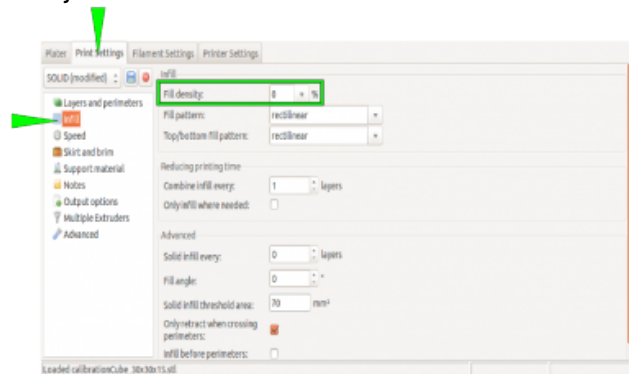 Plater Print Settings Filament Settings Printer Settings
SOLID (modified)
Layers and perimeters
Infill
Speed
Skirt and brim
Support material
Notes
Output options
Multiple Extruders
Advanced
Infill
Fill density: 0 %
Fill pattern: rectilinear
Top/bottom fill pattern: rectilinear
Reducing printing time
Combine infill every: 1 layers
Only infill where needed:
Advanced
Solid infill every: 0 layers
Fill angle: 0 °
Solid infill threshold area: 70 mm²
Only retract when crossing
perimeters:
Infill before perimeters:
Loaded calibrationCube_30x30x15.stl